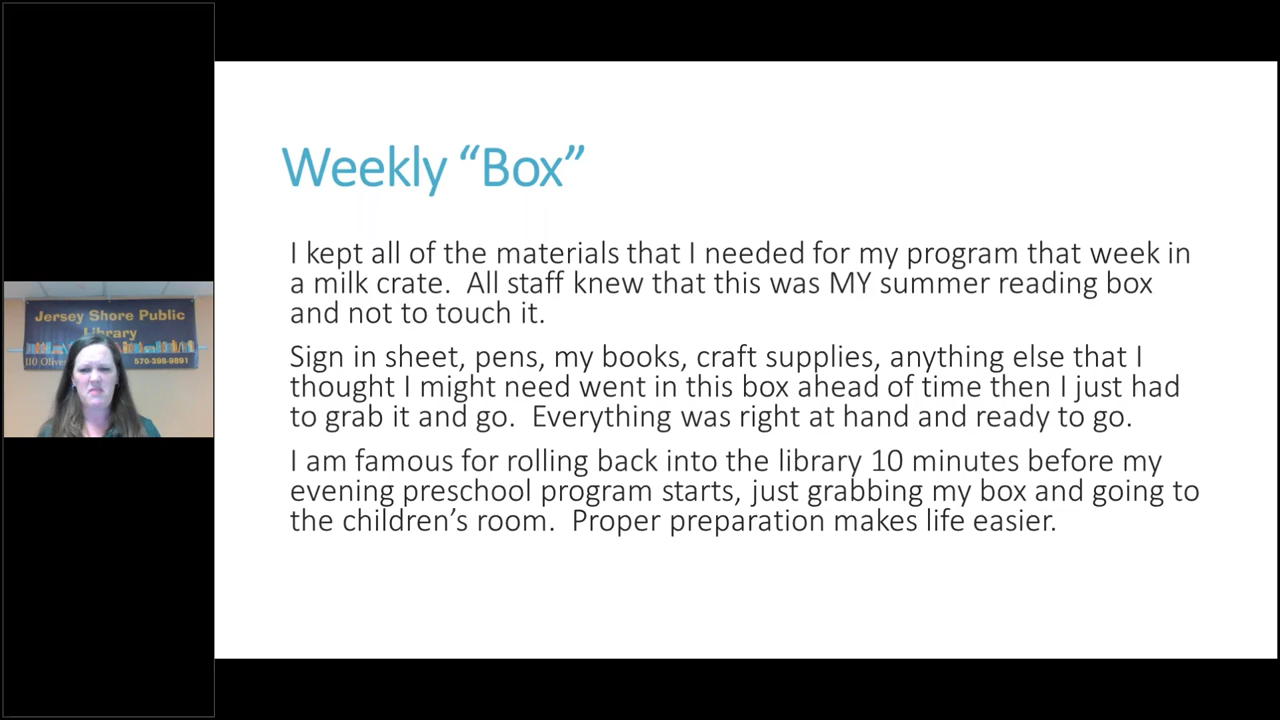 Weekly “Box”
I kept all of the materials that I needed for my program that week in
a milk crate.  All staff knew that this was MY summer reading box
and not to touch it.
Sign in sheet, pens, my books, craft supplies, anything else that I
thought I might need went in this box ahead of time then I just had
to grab it and go.  Everything was right at hand and ready to go.
I am famous for rolling back into the library 10 minutes before my
evening preschool program starts, just grabbing my box and going to
the children’s room.  Proper preparation makes life easier.
Jersey Shore Public
Library
110 Olive
570-398-9891